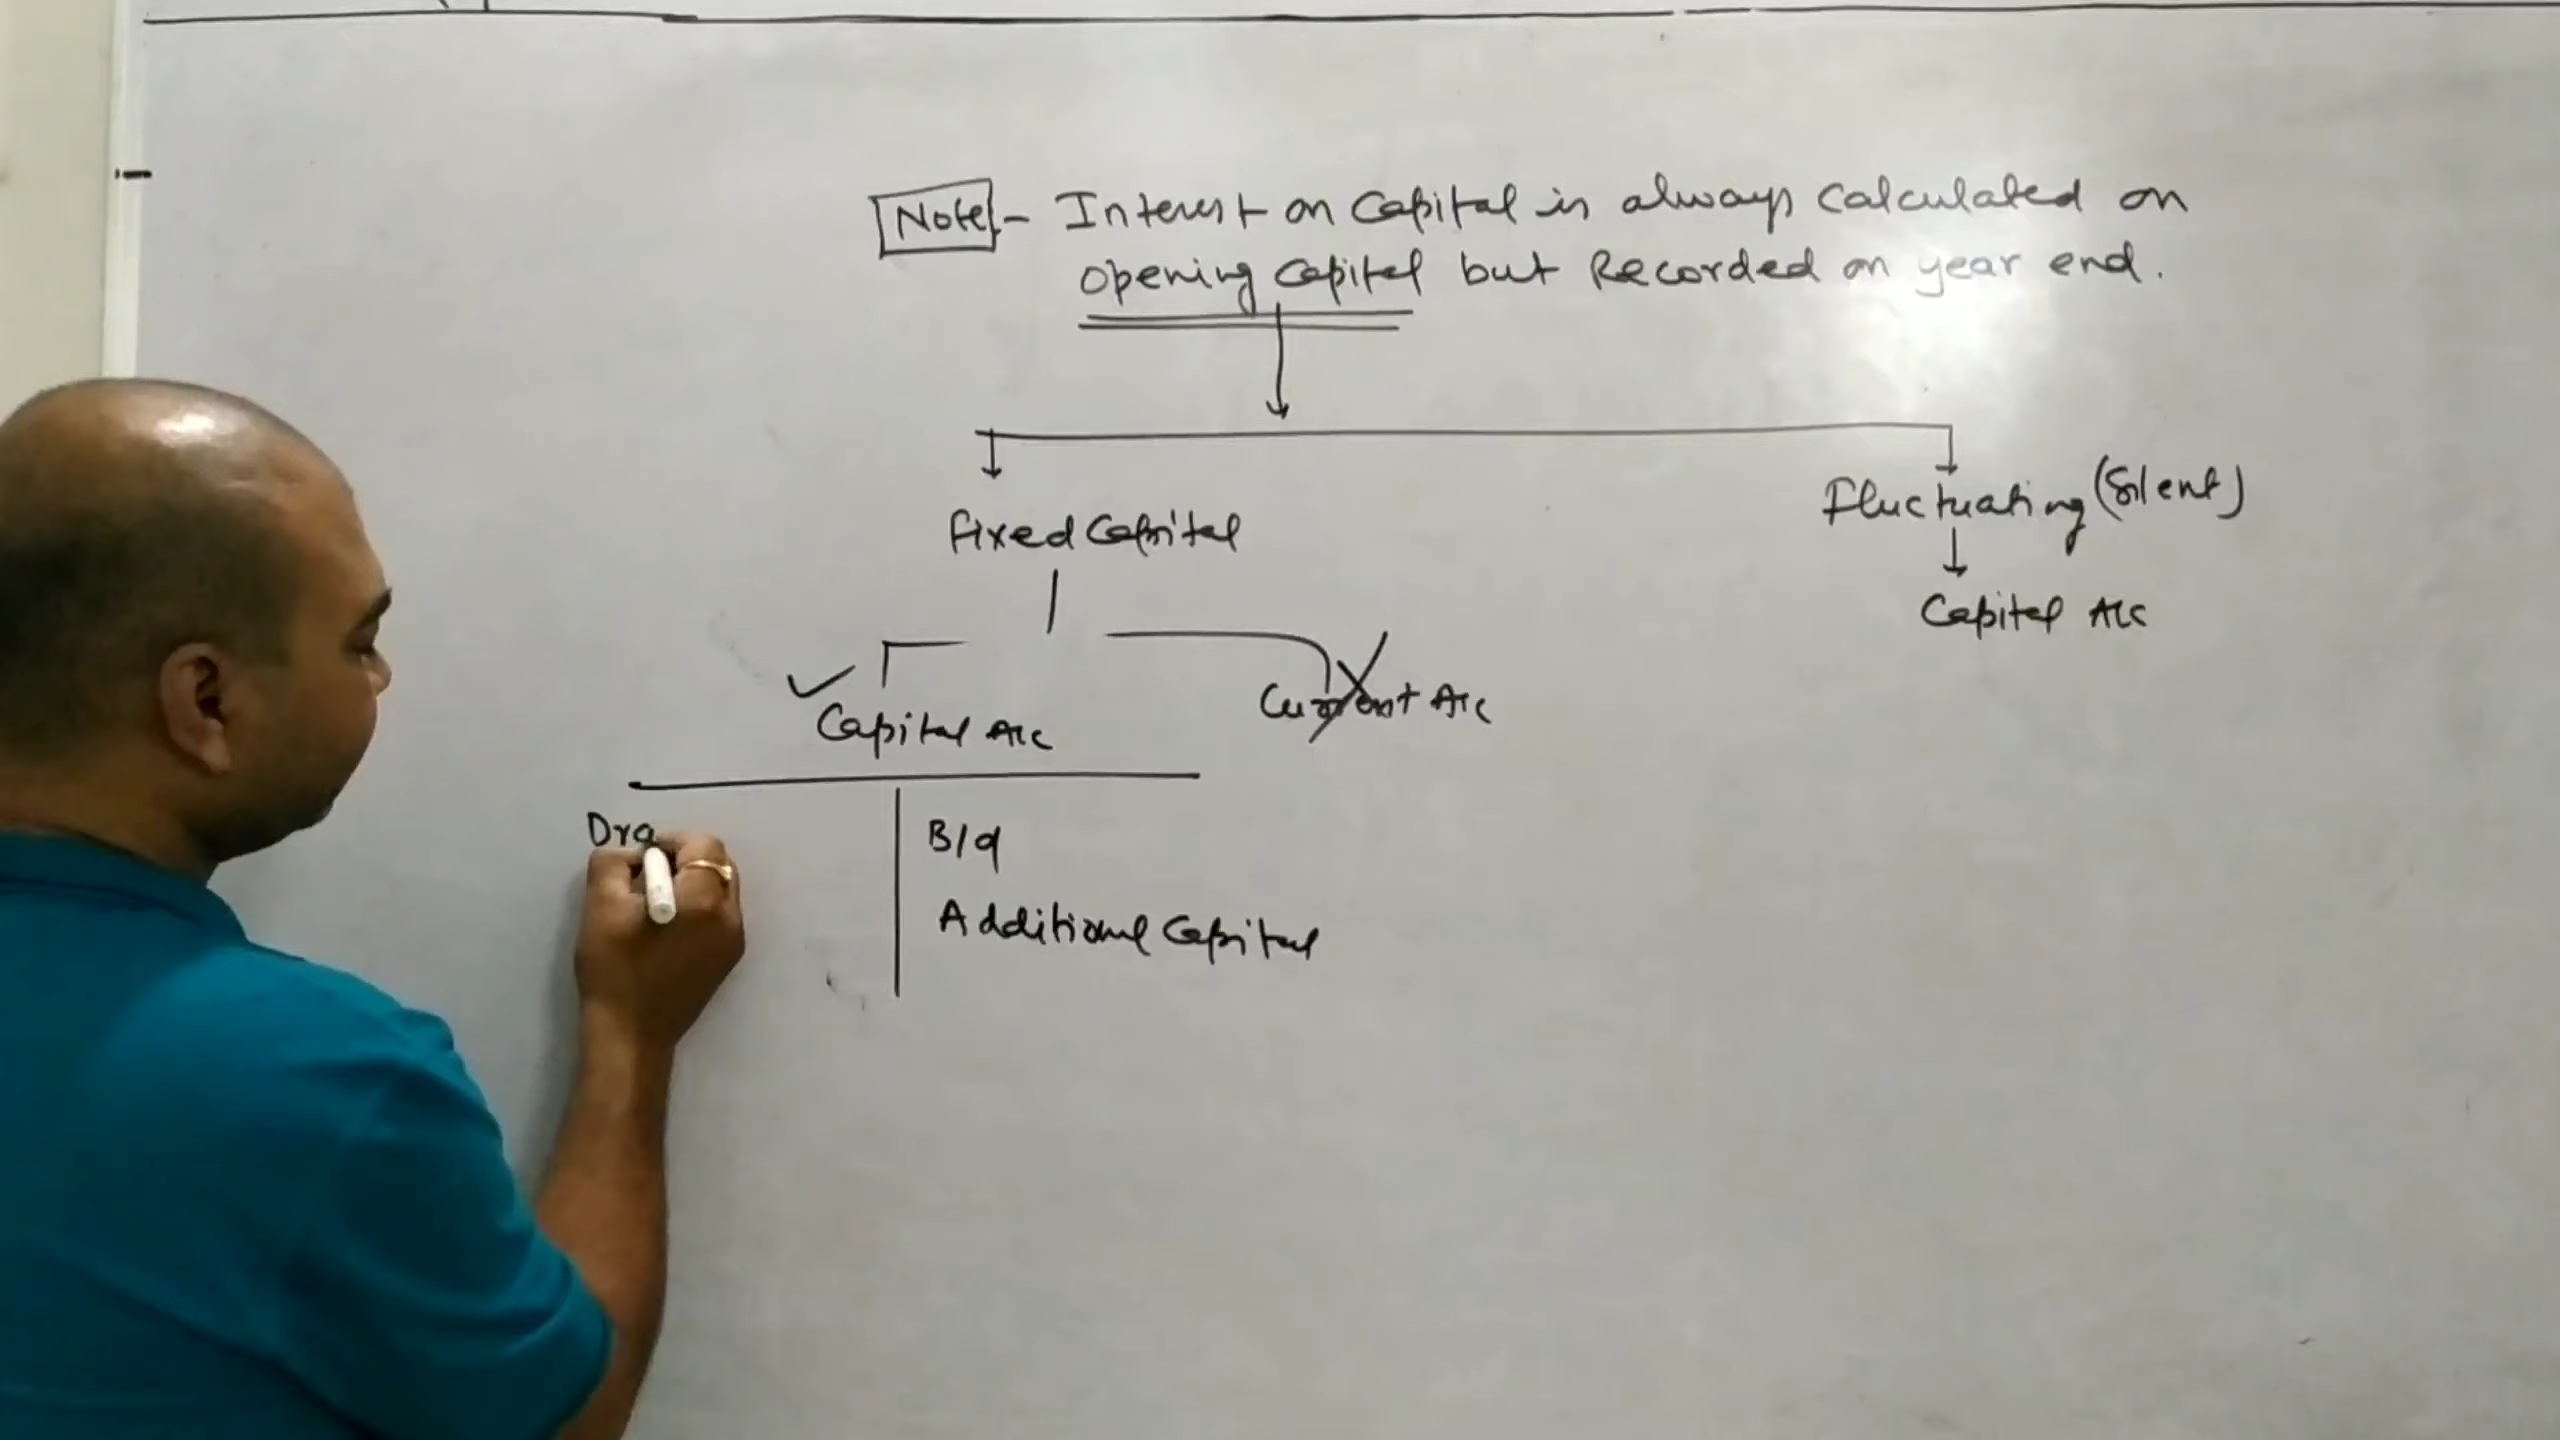 Note - Interest on Capital is always calculated on
opening capital but Recorded on year end.
Fixed Capital
Fluctuating (Silent)
Capital A/c
Capital A/c
Current A/c
Dra
B/d
Additional Capital